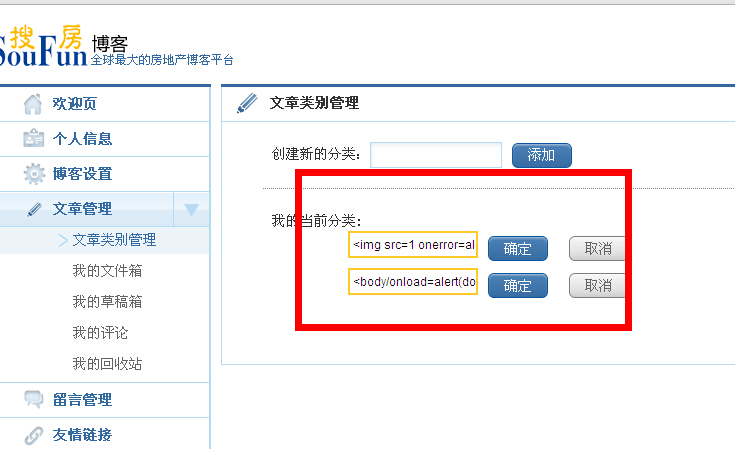 搜房
SouFun 博客
全球最大的房地产博客平台
欢迎页
个人信息
博客设置
文章管理
文章类别管理
我的文件箱
我的草稿箱
我的评论
我的回收站
留言管理
友情链接
文章类别管理
创建新的分类： 添加
我的当前分类：
<img src=1 onerror=al 确定 取消
<body/onload=alert(do 确定 取消